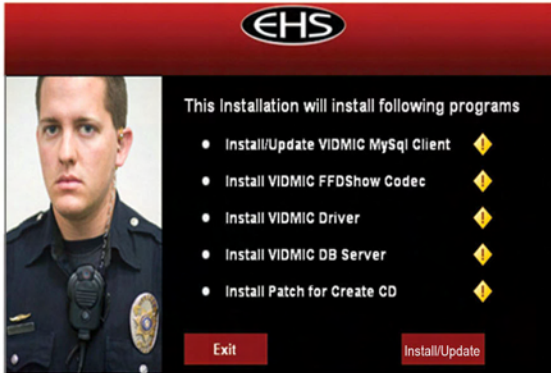 EHS
This Installation will install following programs
Install/Update VIDMIC MySql Client
Install VIDMIC FFDShow Codec
Install VIDMIC Driver
Install VIDMIC DB Server
Install Patch for Create CD
Exit
Install/Update